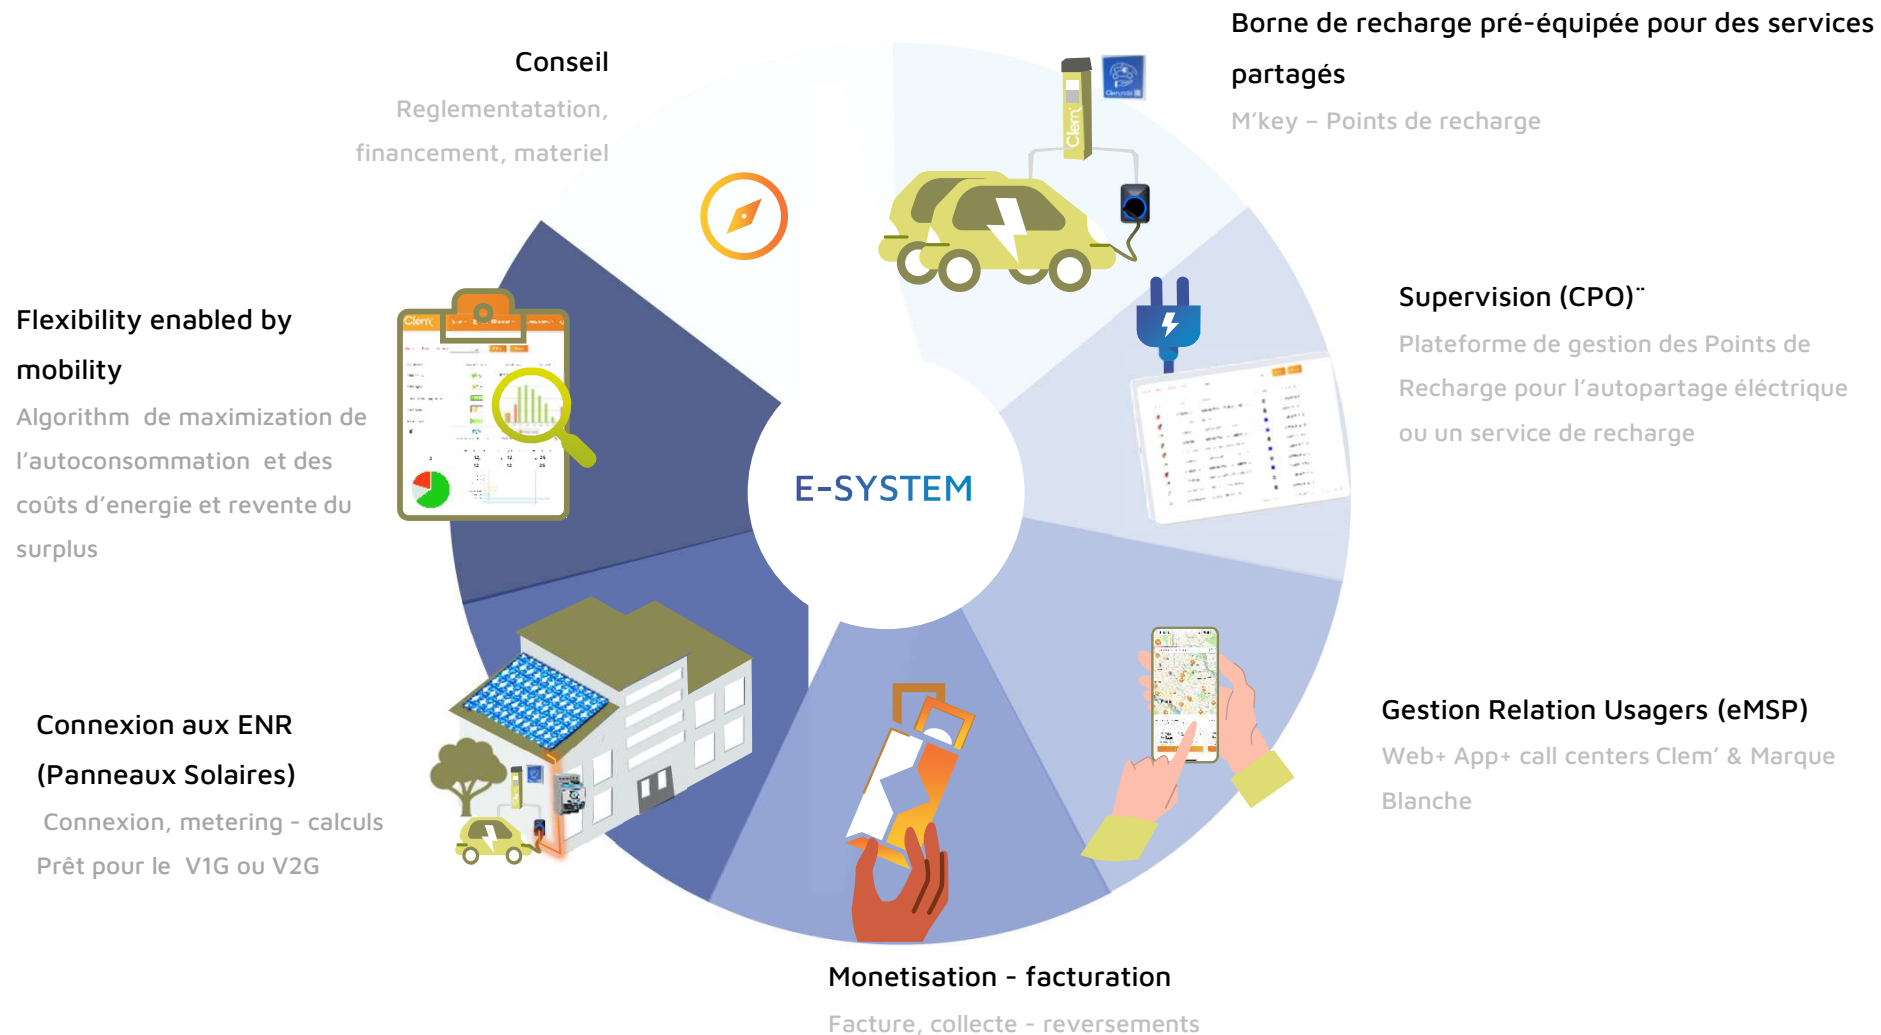 Borne de recharge pré-équipée pour des services
partagés
M'key – Points de recharge
Conseil
Reglementatation,
financement, materiel
Clem'
Supervision (CPO)¨
Plateforme de gestion des Points de
Recharge pour l'autopartage éléctrique
ou un service de recharge
Flexibility enabled by
mobility
Algorithm de maximization de
l'autoconsommation et des
coûts d'energie et revente du
surplus
Clem'
E-SYSTEM
Gestion Relation Usagers (eMSP)
Web+ App+ call centers Clem' & Marque
Blanche
Connexion aux ENR
(Panneaux Solaires)
Connexion, metering - calculs
Prêt pour le V1G ou V2G
Monetisation - facturation
Facture, collecte - reversements